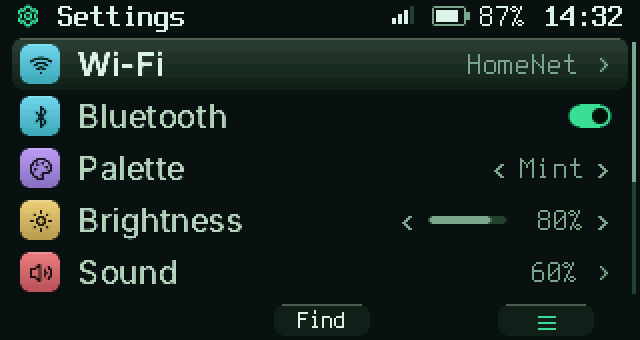 Settings 87% 14:32
Wi-Fi HomeNet >
Bluetooth
Palette < Mint >
Brightness < 80% >
Sound 60% >
Find